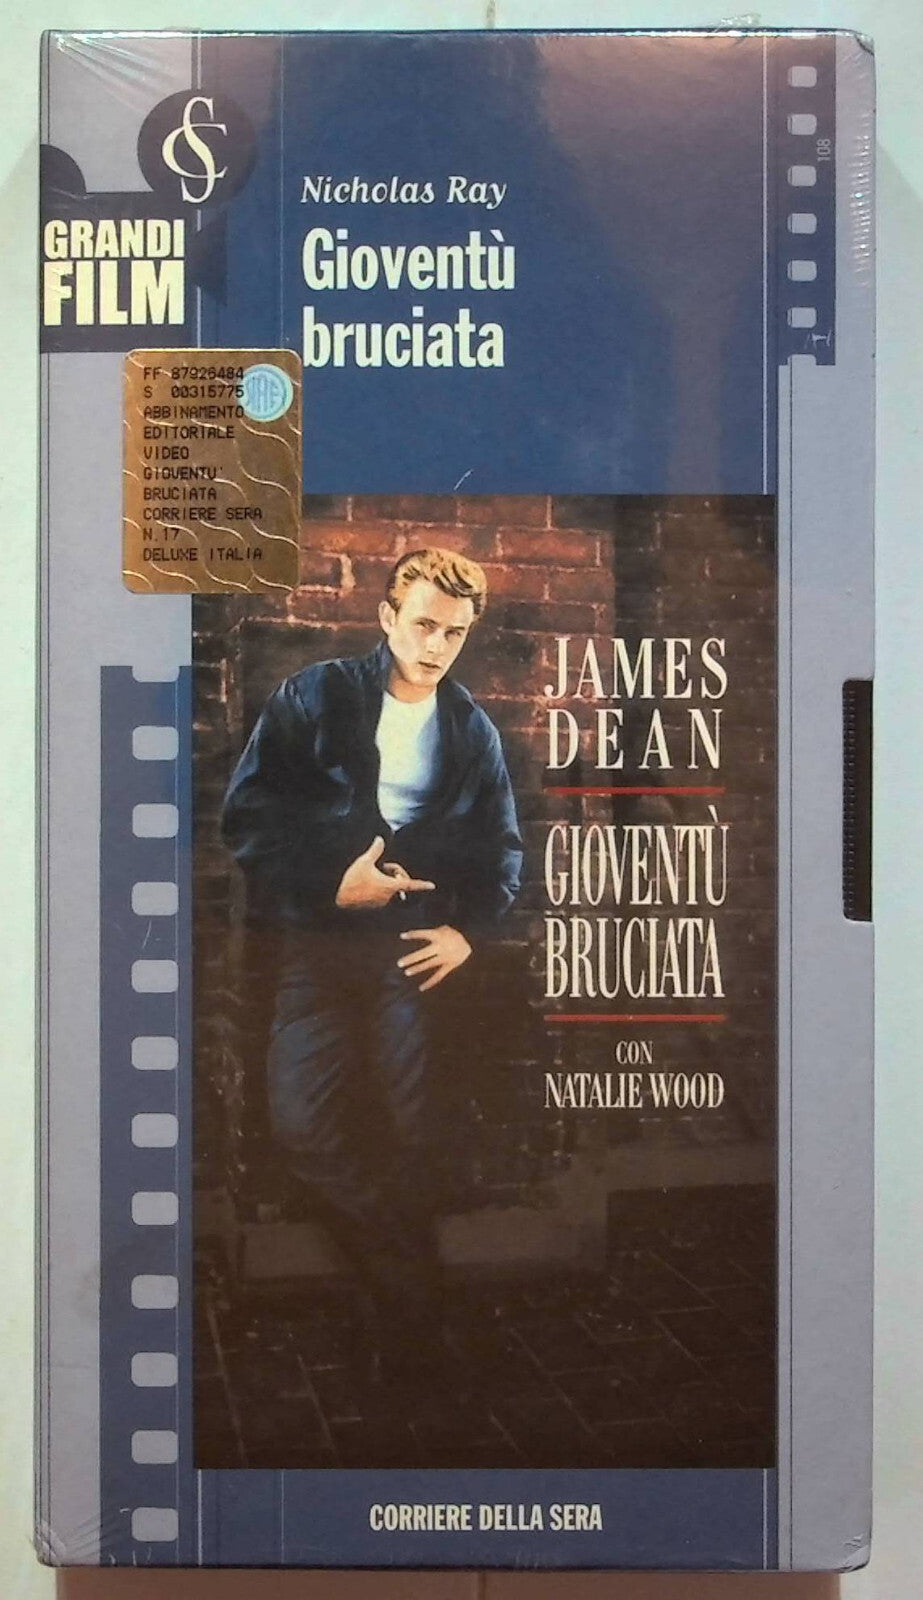 CS
GRANDI
FILM
Nicholas Ray
Gioventù
bruciata
108
FF 87926484
S 00315775
ABBINAMENTO
EDITORIALE
VIDEO
GIOVENTU'
BRUCIATA
CORRIERE SERA
N.17
DELUXE ITALIA
JAMES
DEAN
GIOVENTÙ
BRUCIATA
CON
NATALIE WOOD
CORRIERE DELLA SERA